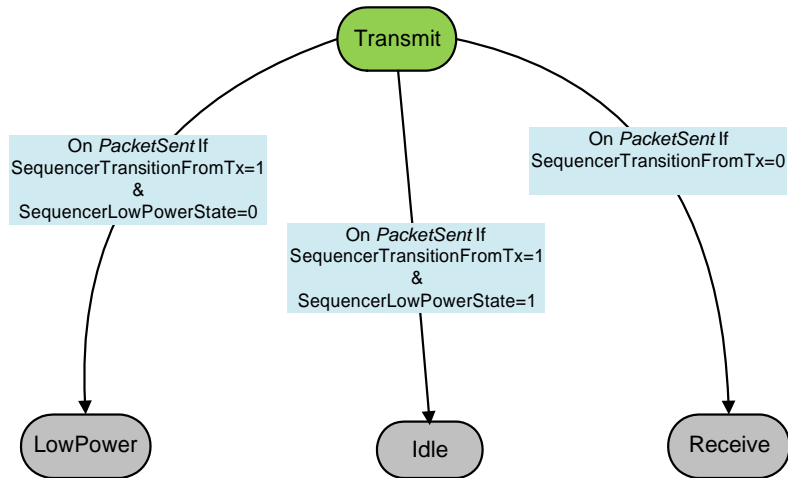 Transmit
On PacketSent If
SequencerTransitionFromTx=1
&
SequencerLowPowerState=0
On PacketSent If
SequencerTransitionFromTx=1
&
SequencerLowPowerState=1
On PacketSent If
SequencerTransitionFromTx=0
LowPower
Idle
Receive